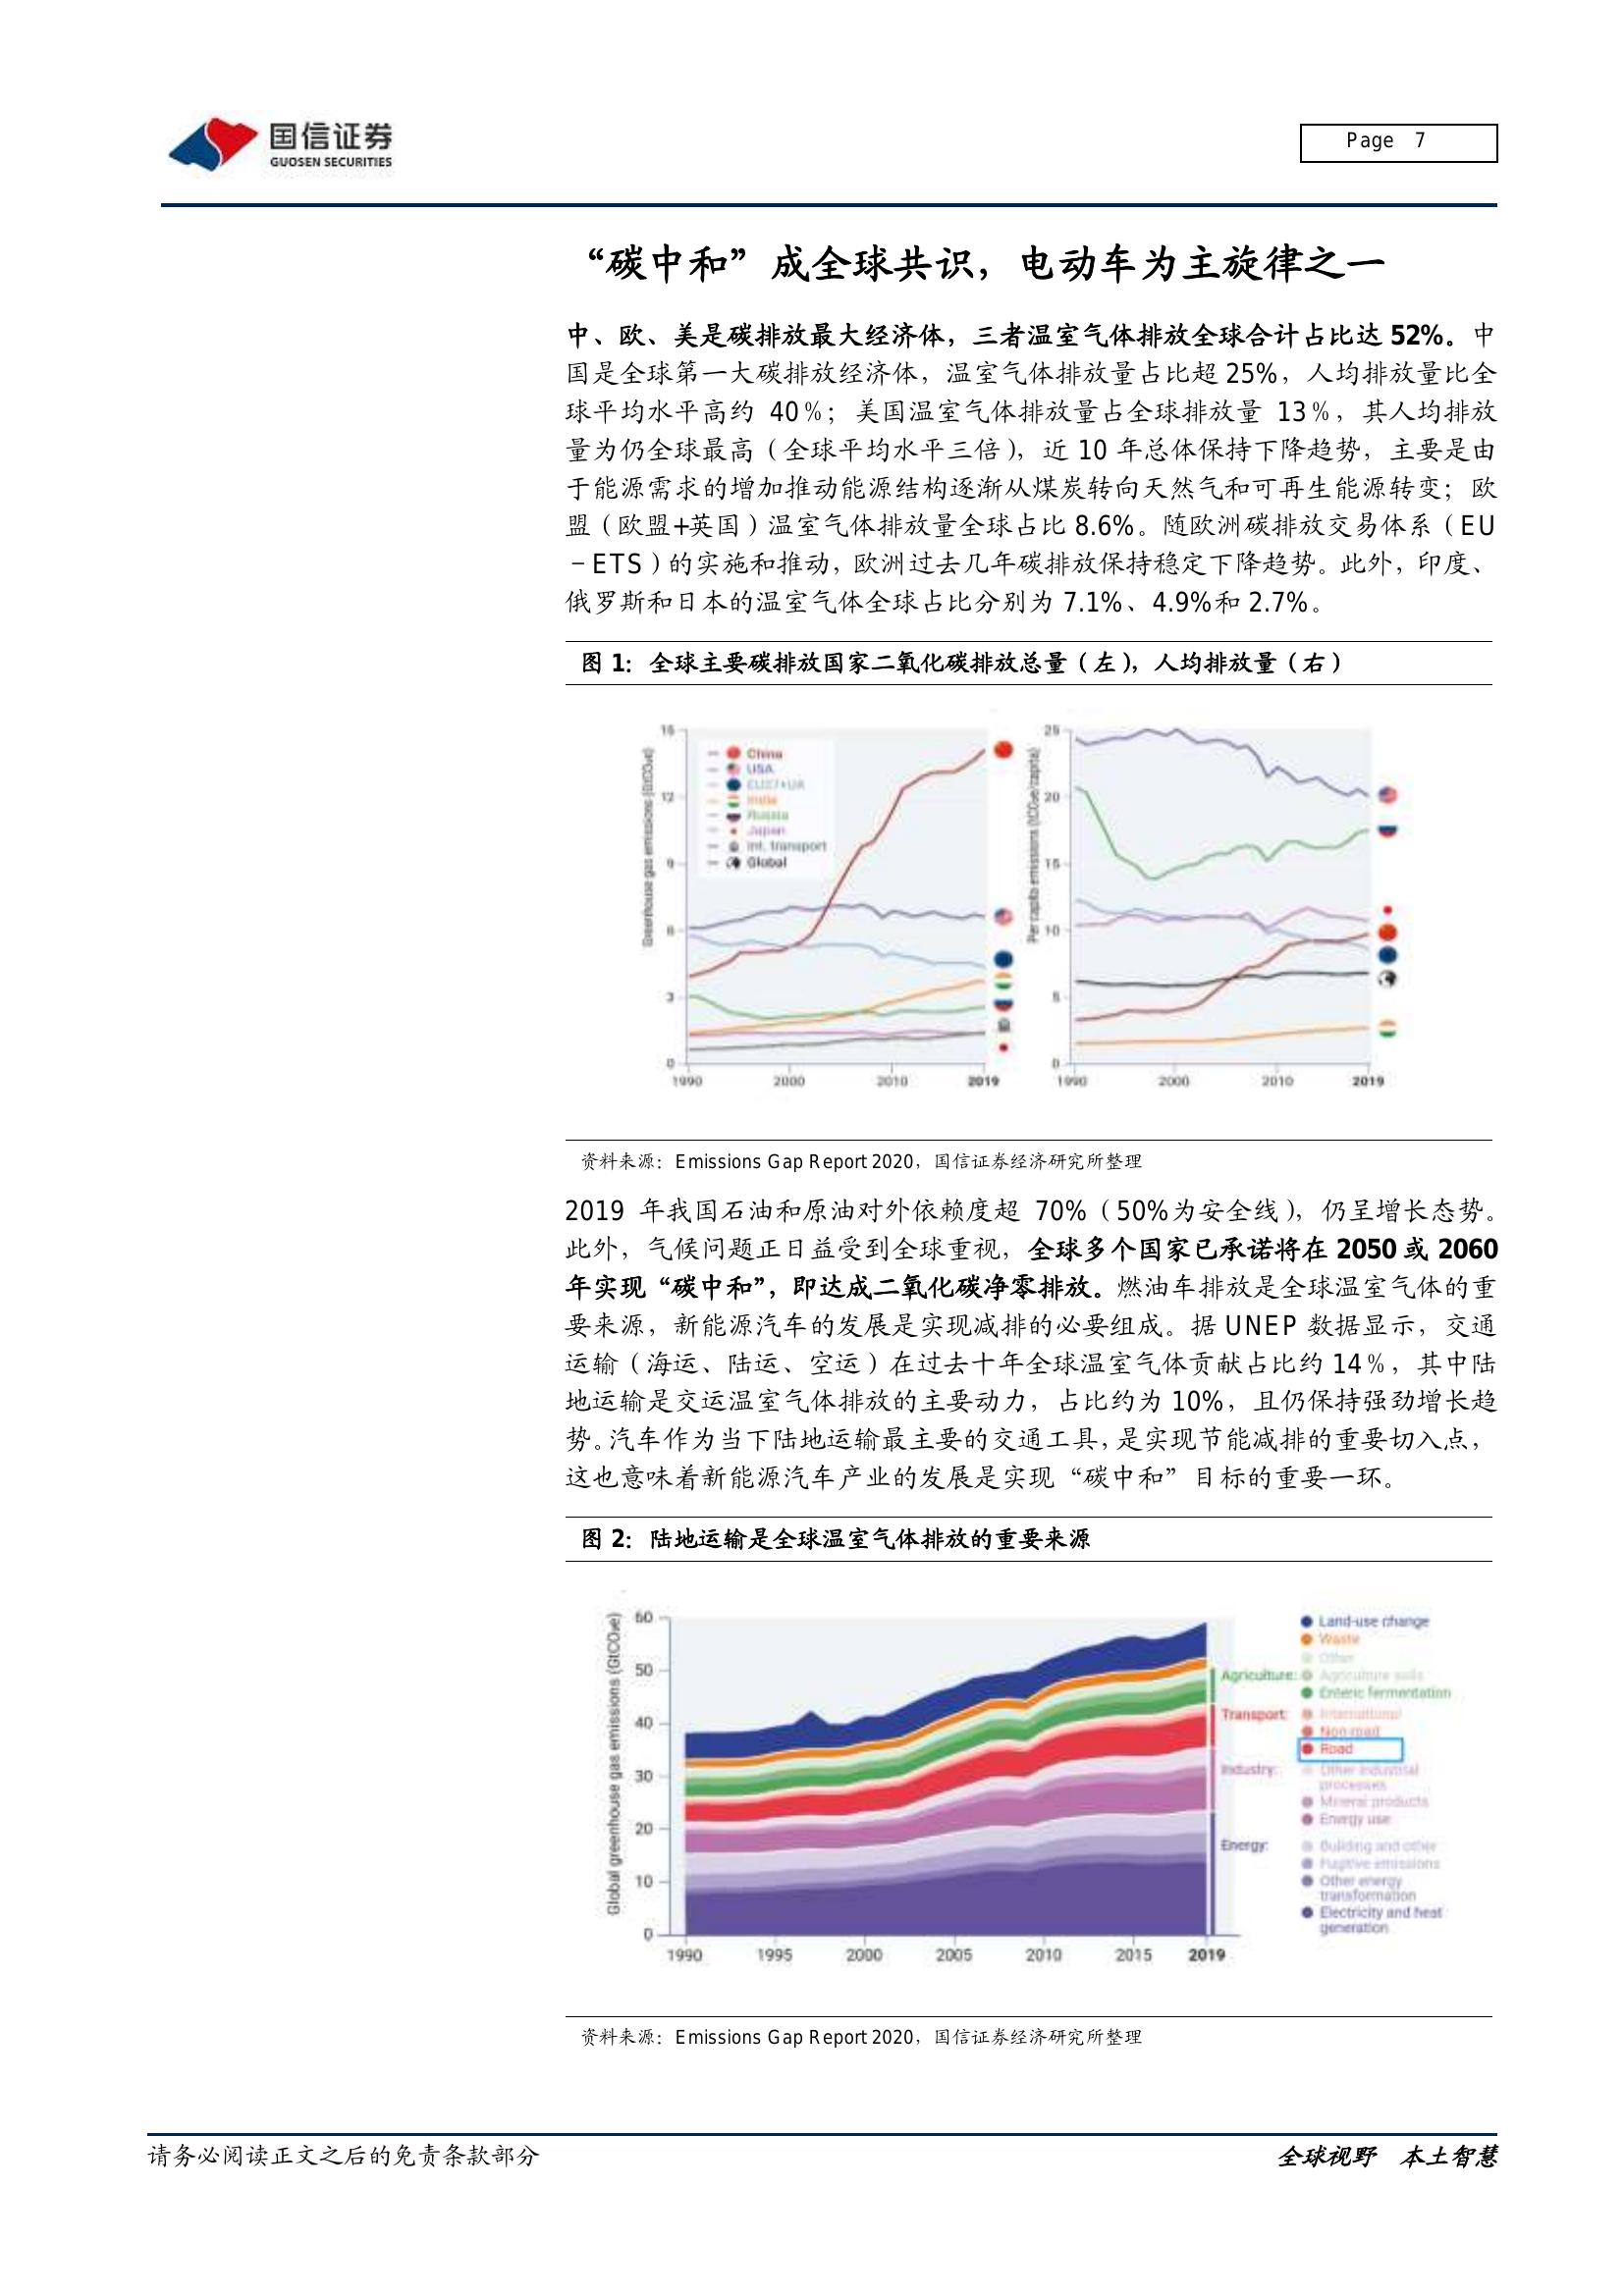 国信证券
GUOSEN SECURITIES
Page 7
“碳中和”成全球共识，电动车为主旋律之一
中、欧、美是碳排放最大经济体，三者温室气体排放全球合计占比达 52%。中
国是全球第一大碳排放经济体，温室气体排放量占比超 25%，人均排放量比全
球平均水平高约 40％；美国温室气体排放量占全球排放量 13％，其人均排放
量为仍全球最高（全球平均水平三倍），近 10 年总体保持下降趋势，主要是由
于能源需求的增加推动能源结构逐渐从煤炭转向天然气和可再生能源转变；欧
盟（欧盟+英国）温室气体排放量全球占比 8.6%。随欧洲碳排放交易体系（EU
－ETS）的实施和推动，欧洲过去几年碳排放保持稳定下降趋势。此外，印度、
俄罗斯和日本的温室气体全球占比分别为 7.1%、4.9%和 2.7%。
图 1：全球主要碳排放国家二氧化碳排放总量（左），人均排放量（右）
Greenhouse gas emissions (GtCO₂e)
15
12
9
6
3
0
China
USA
EU27+UK
India
Russia
Japan
Int. transport
Global
1990 2000 2010 2019
Per capita emissions (tCO₂e/capita)
25
20
15
10
5
0
1990 2000 2010 2019
资料来源：Emissions Gap Report 2020，国信证券经济研究所整理
2019 年我国石油和原油对外依赖度超 70%（50%为安全线），仍呈增长态势。
此外，气候问题正日益受到全球重视，全球多个国家已承诺将在 2050 或 2060
年实现“碳中和”，即达成二氧化碳净零排放。燃油车排放是全球温室气体的重
要来源，新能源汽车的发展是实现减排的必要组成。据 UNEP 数据显示，交通
运输（海运、陆运、空运）在过去十年全球温室气体贡献占比约 14％，其中陆
地运输是交运温室气体排放的主要动力，占比约为 10%，且仍保持强劲增长趋
势。汽车作为当下陆地运输最主要的交通工具，是实现节能减排的重要切入点，
这也意味着新能源汽车产业的发展是实现“碳中和”目标的重要一环。
图 2：陆地运输是全球温室气体排放的重要来源
Global greenhouse gas emissions (GtCO₂e)
60
50
40
30
20
10
0
1990 1995 2000 2005 2010 2015 2019
Land-use change
Waste
Other
Agriculture: Agriculture soils
Enteric fermentation
Transport: International
Non-road
Road
Industry: Other industrial
processes
Mineral products
Energy use
Energy: Building and other
Fugitive emissions
Other energy
transformation
Electricity and heat
generation
资料来源：Emissions Gap Report 2020，国信证券经济研究所整理
请务必阅读正文之后的免责条款部分
全球视野 本土智慧